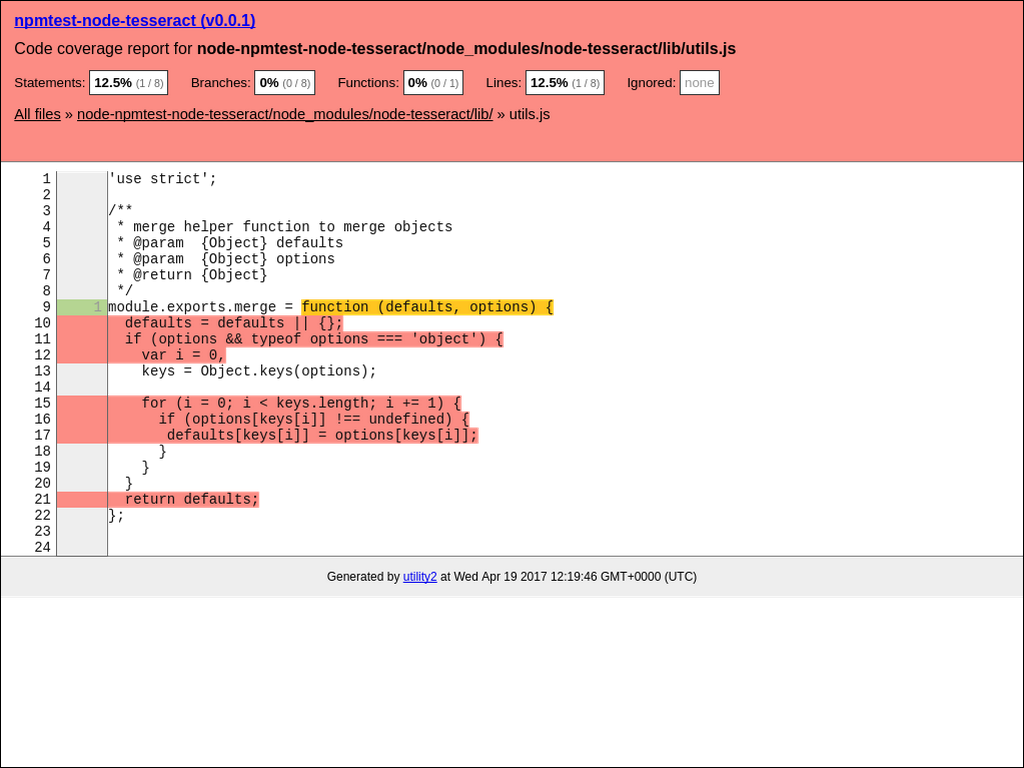 npmtest-node-tesseract (v0.0.1)
Code coverage report for node-npmtest-node-tesseract/node_modules/node-tesseract/lib/utils.js
Statements: 12.5% (1 / 8) Branches: 0% (0 / 8) Functions: 0% (0 / 1) Lines: 12.5% (1 / 8) Ignored: none
All files » node-npmtest-node-tesseract/node_modules/node-tesseract/lib/ » utils.js
1 'use strict';
2
3 /**
4  * merge helper function to merge objects
5  * @param  {Object} defaults
6  * @param  {Object} options
7  * @return {Object}
8  */
9 1 module.exports.merge = function (defaults, options) {
10   defaults = defaults || {};
11   if (options && typeof options === 'object') {
12     var i = 0,
13     keys = Object.keys(options);
14
15     for (i = 0; i < keys.length; i += 1) {
16       if (options[keys[i]] !== undefined) {
17        defaults[keys[i]] = options[keys[i]];
18       }
19     }
20   }
21   return defaults;
22 };
23
24
Generated by utility2 at Wed Apr 19 2017 12:19:46 GMT+0000 (UTC)